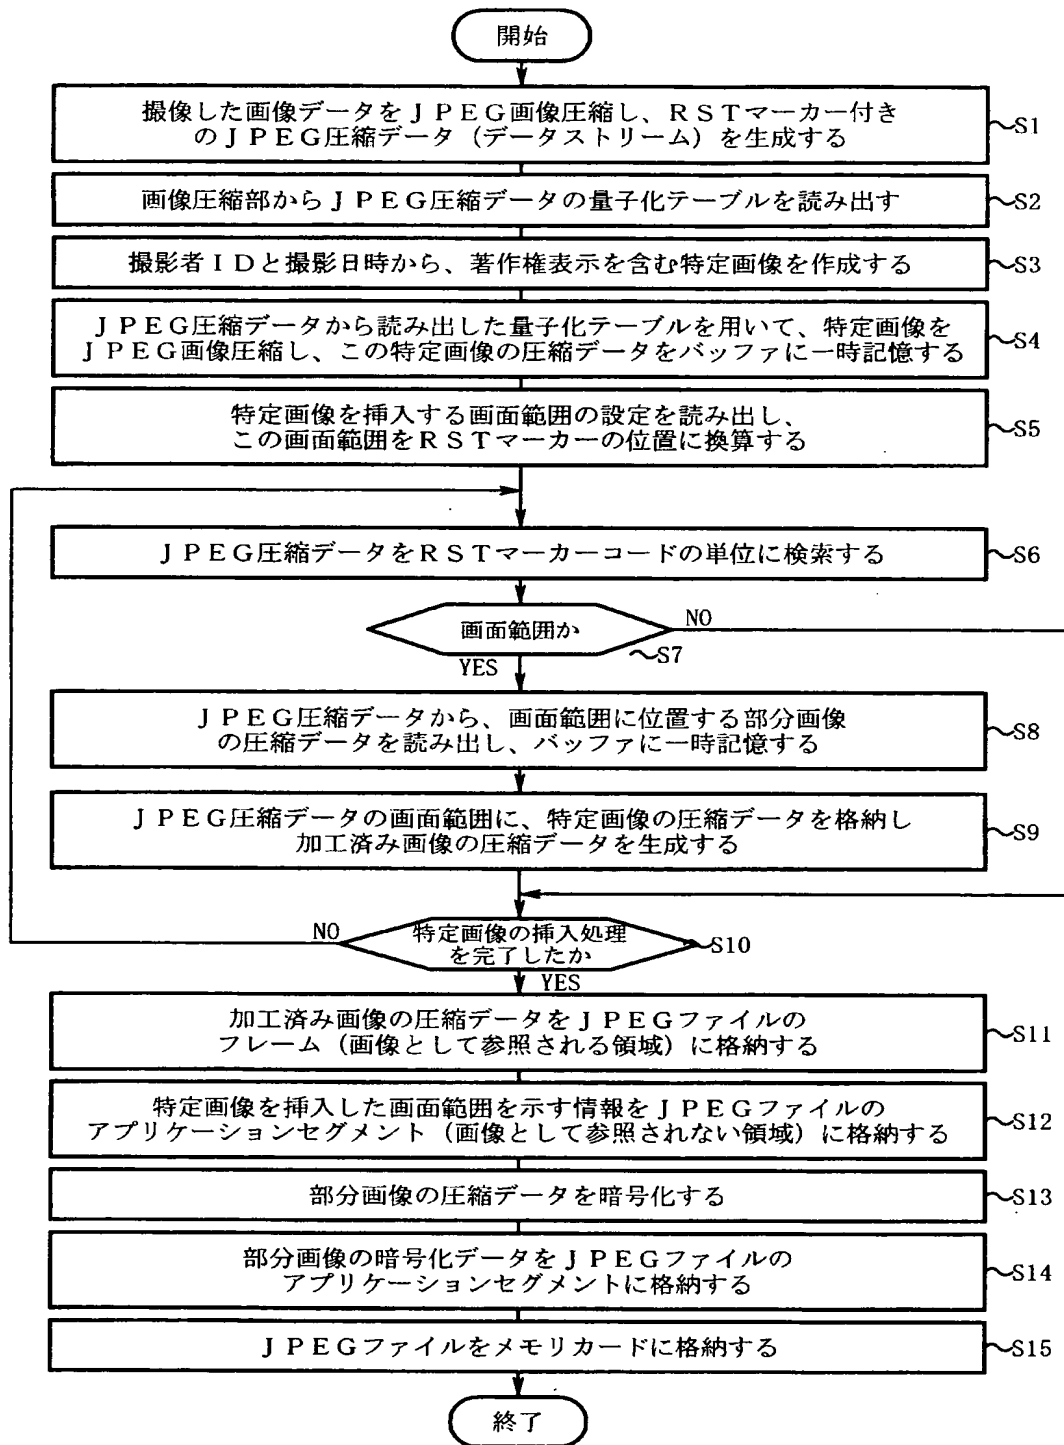 開始
撮像した画像データをJPEG画像圧縮し、RSTマーカー付き
のJPEG圧縮データ（データストリーム）を生成する
S1
画像圧縮部からJPEG圧縮データの量子化テーブルを読み出す
S2
撮影者IDと撮影日時から、著作権表示を含む特定画像を作成する
S3
JPEG圧縮データから読み出した量子化テーブルを用いて、特定画像を
JPEG画像圧縮し、この特定画像の圧縮データをバッファに一時記憶する
S4
特定画像を挿入する画面範囲の設定を読み出し、
この画面範囲をRSTマーカーの位置に換算する
S5
JPEG圧縮データをRSTマーカーコードの単位に検索する
S6
画面範囲か
NO
S7
YES
JPEG圧縮データから、画面範囲に位置する部分画像
の圧縮データを読み出し、バッファに一時記憶する
S8
JPEG圧縮データの画面範囲に、特定画像の圧縮データを格納し
加工済み画像の圧縮データを生成する
S9
NO
特定画像の挿入処理
を完了したか
S10
YES
加工済み画像の圧縮データをJPEGファイルの
フレーム（画像として参照される領域）に格納する
S11
特定画像を挿入した画面範囲を示す情報をJPEGファイルの
アプリケーションセグメント（画像として参照されない領域）に格納する
S12
部分画像の圧縮データを暗号化する
S13
部分画像の暗号化データをJPEGファイルの
アプリケーションセグメントに格納する
S14
JPEGファイルをメモリカードに格納する
S15
終了